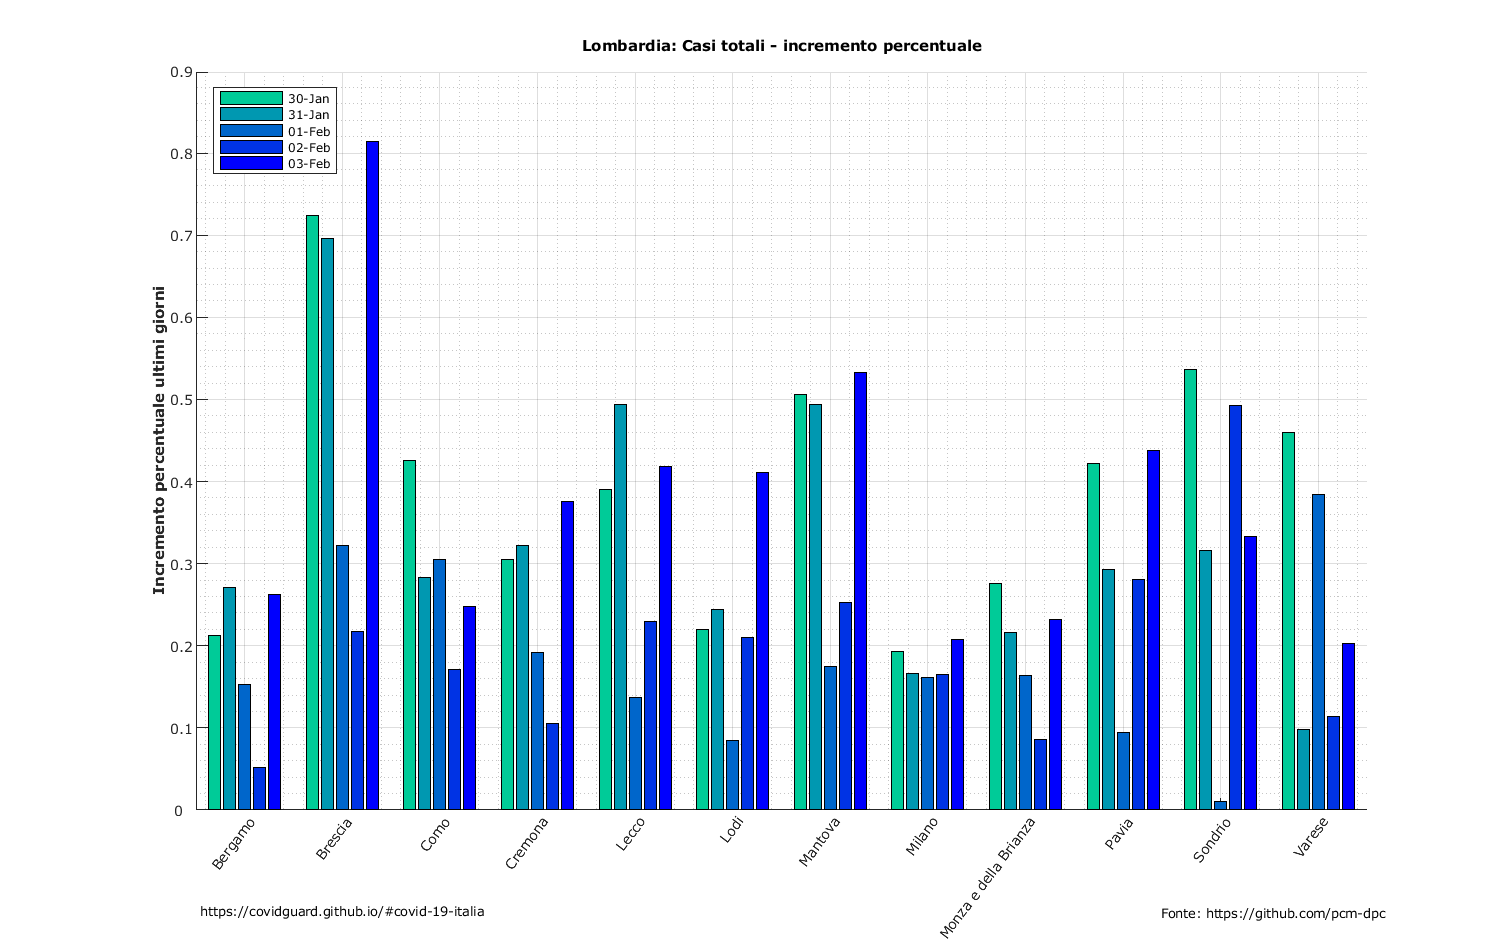 Lombardia: Casi totali - incremento percentuale
Incremento percentuale ultimi giorni
0.9
0.8
0.7
0.6
0.5
0.4
0.3
0.2
0.1
0
30-Jan
31-Jan
01-Feb
02-Feb
03-Feb
Bergamo
Brescia
Como
Cremona
Lecco
Lodi
Mantova
Milano
Monza e della Brianza
Pavia
Sondrio
Varese
https://covidguard.github.io/#covid-19-italia
Fonte: https://github.com/pcm-dpc